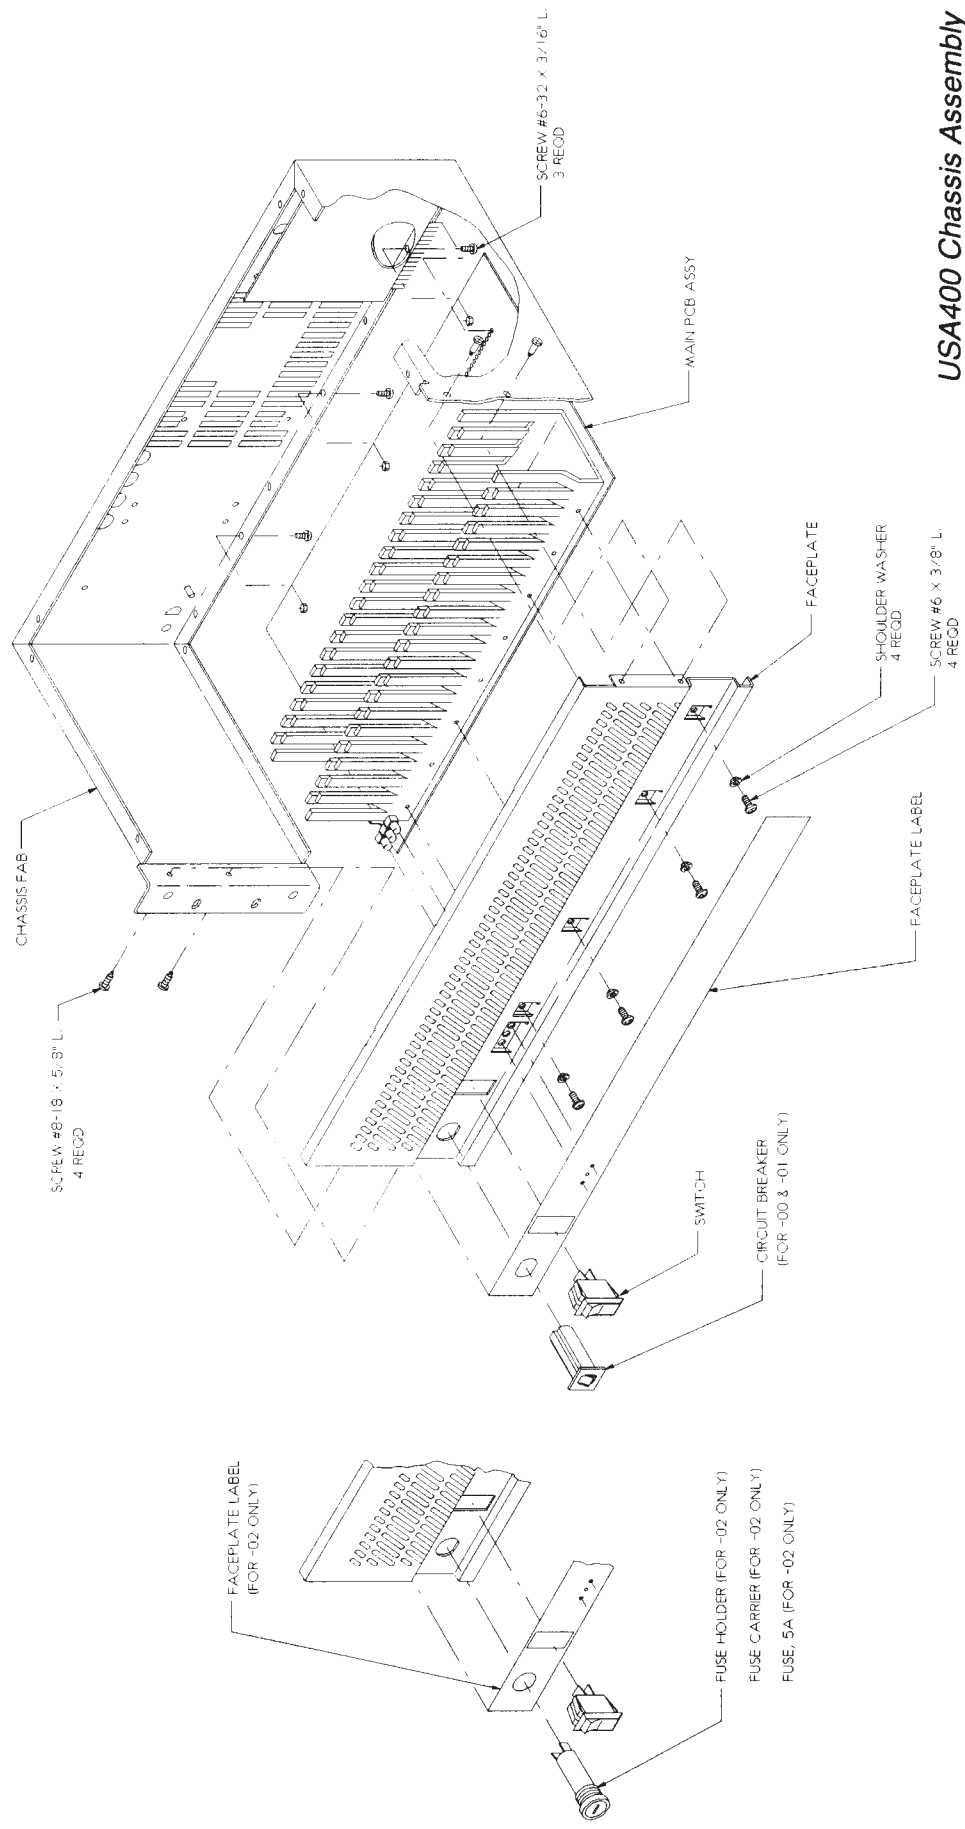 CHASSIS FAB
SCREW #8-18 X 5/8" L.
4 REQD
SCREW #6-32 X 3/16" L.
3 REQD
MAIN PCB ASSY
FACEPLATE
SHOULDER WASHER
4 REQD
SCREW #6 X 3/8" L.
4 REQD
FACEPLATE LABEL
SWITCH
CIRCUIT BREAKER
(FOR -00 & -01 ONLY)
FACEPLATE LABEL
(FOR -02 ONLY)
FUSE HOLDER (FOR -02 ONLY)
FUSE CARRIER (FOR -02 ONLY)
FUSE, 5A (FOR -02 ONLY)
USA400 Chassis Assembly